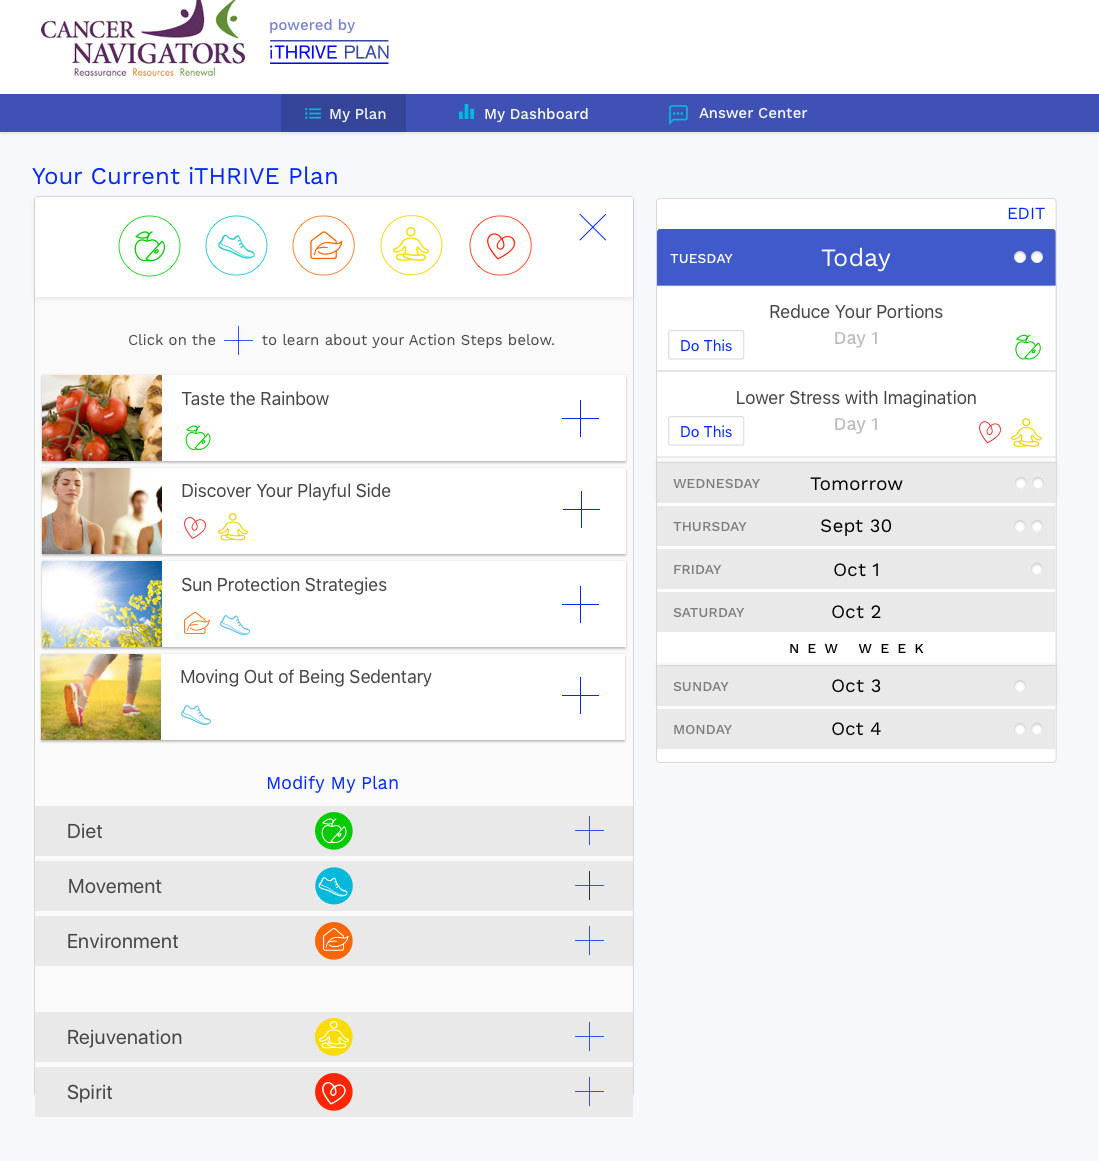 CANCER
NAVIGATORS
Reassurance Resources Renewal
powered by
iTHRIVE PLAN
My Plan
My Dashboard
Answer Center
Your Current iTHRIVE Plan
Click on the to learn about your Action Steps below.
Taste the Rainbow
Discover Your Playful Side
Sun Protection Strategies
Moving Out of Being Sedentary
Modify My Plan
Diet
Movement
Environment
Rejuvenation
Spirit
EDIT
TUESDAY Today
Reduce Your Portions
Day 1
Do This
Lower Stress with Imagination
Day 1
Do This
WEDNESDAY Tomorrow
THURSDAY Sept 30
FRIDAY Oct 1
SATURDAY Oct 2
NEW WEEK
SUNDAY Oct 3
MONDAY Oct 4